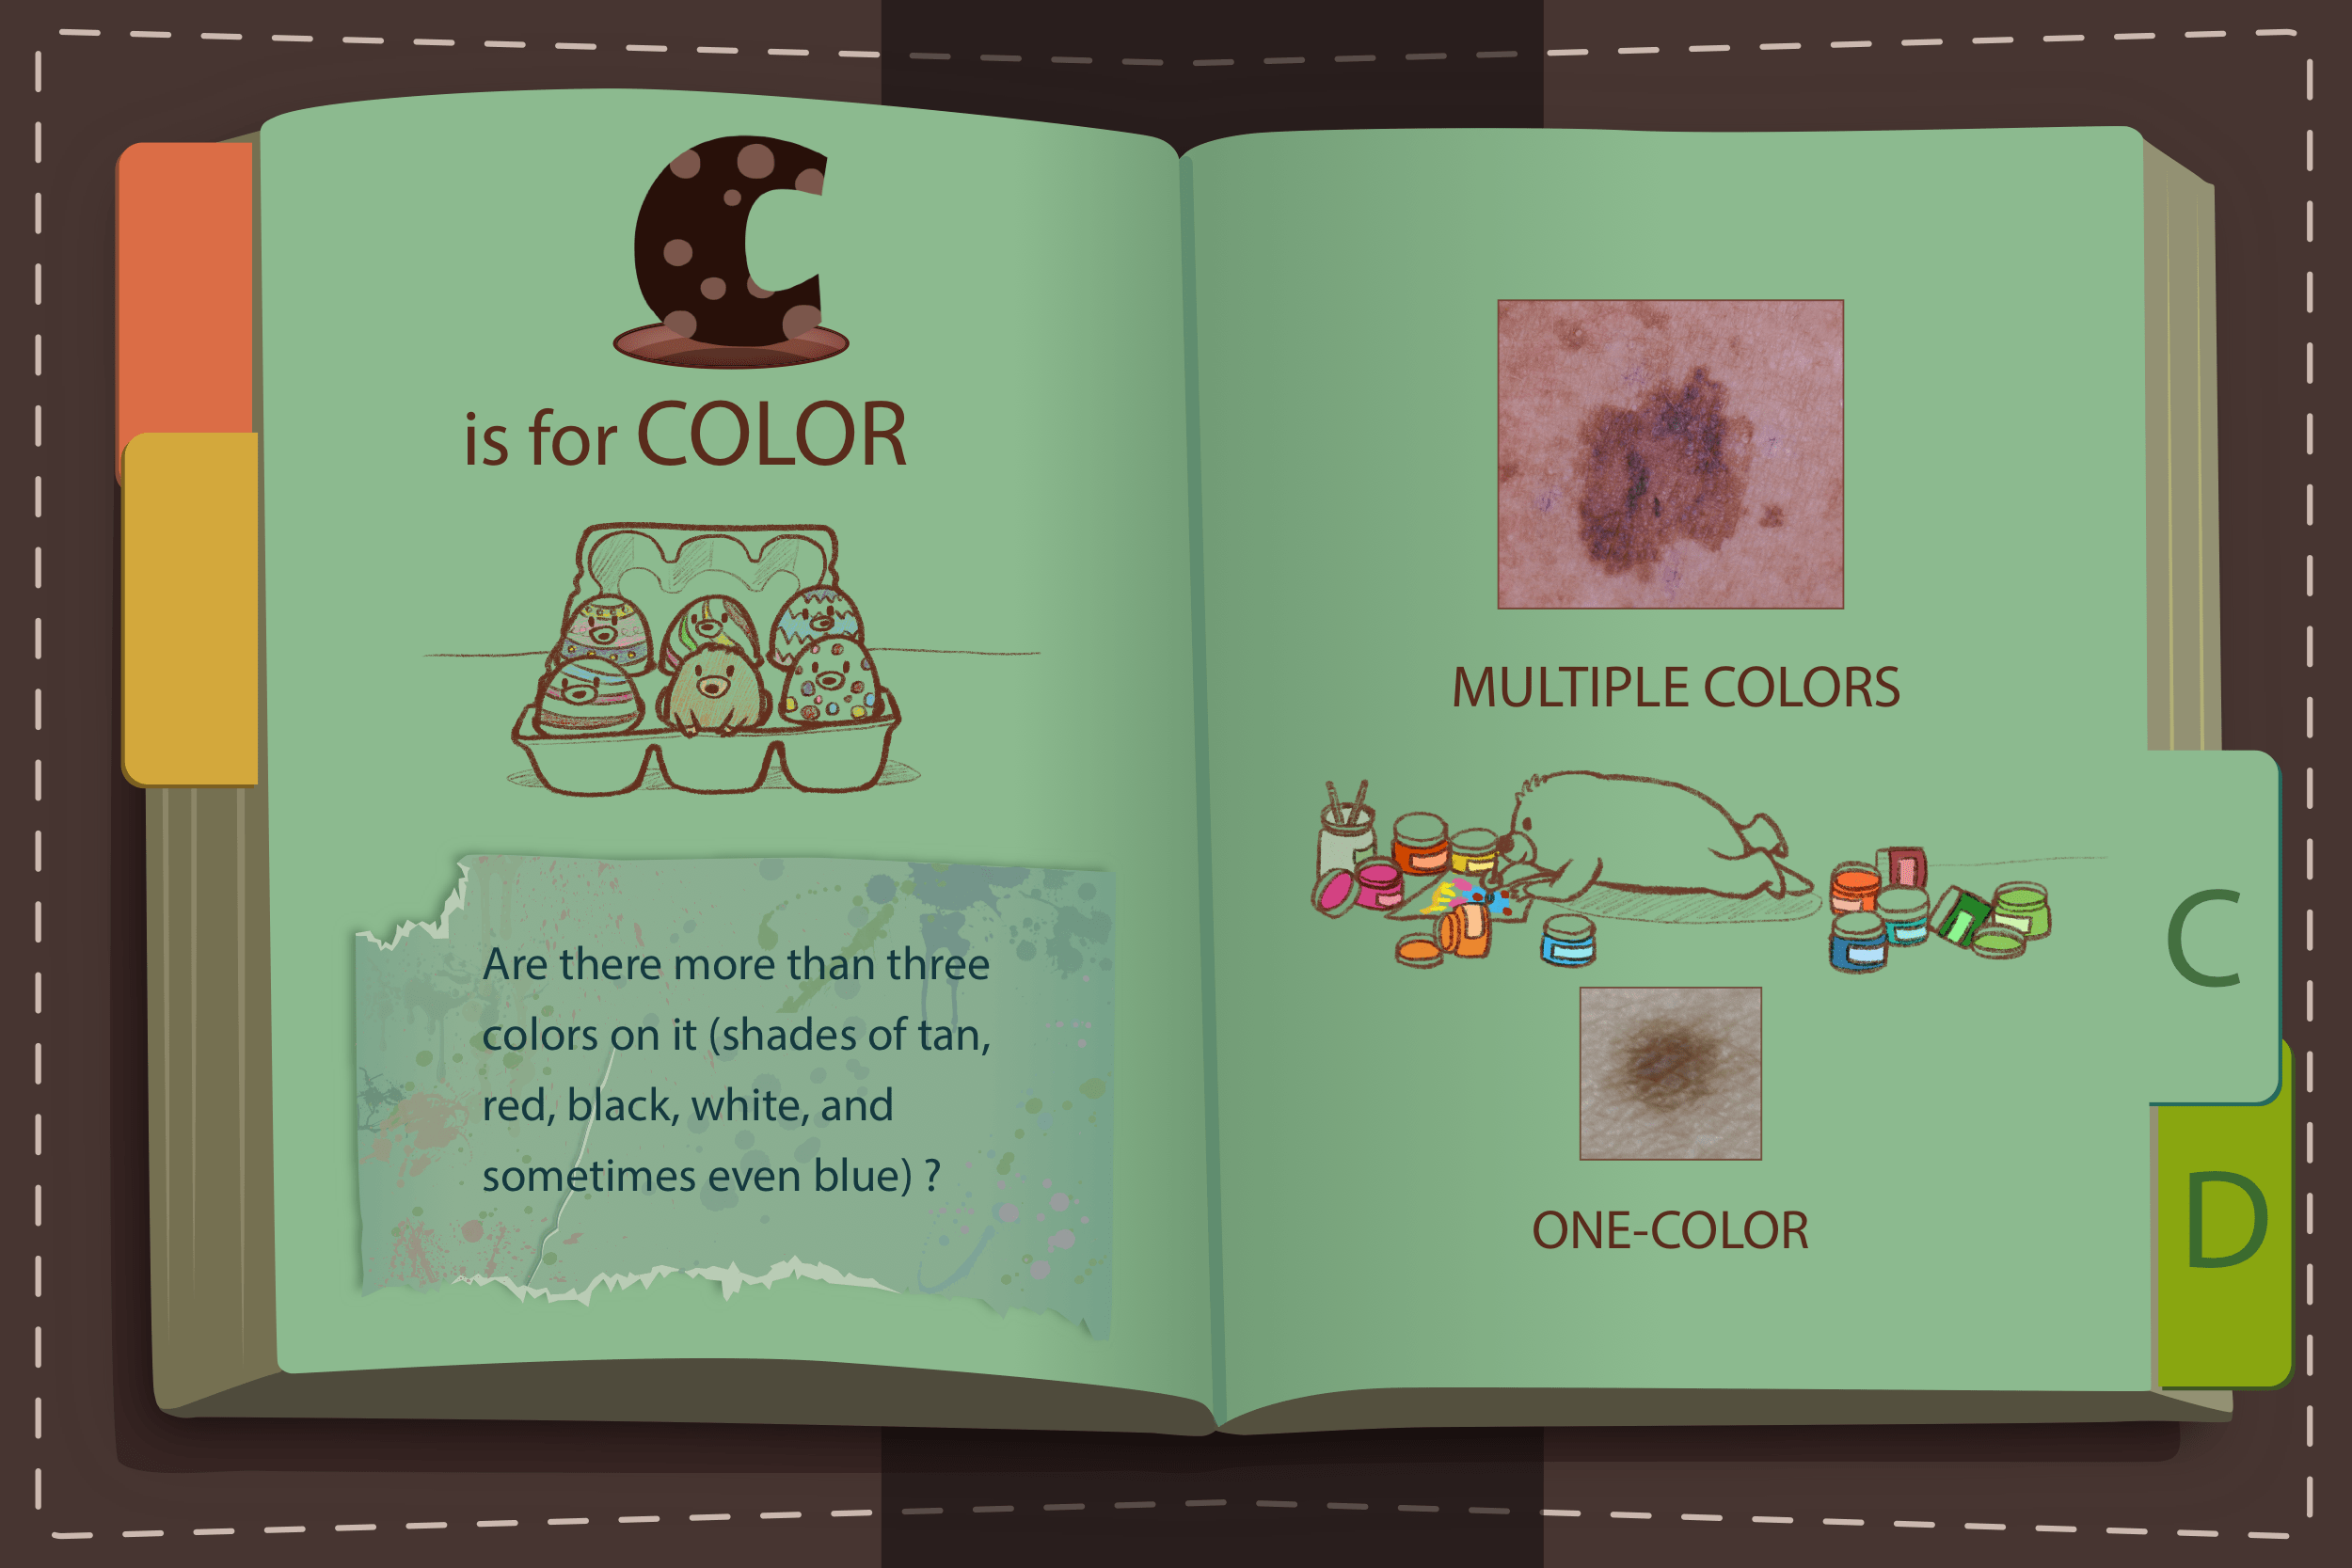 C
is for COLOR
Are there more than three
colors on it (shades of tan,
red, black, white, and
sometimes even blue) ?
MULTIPLE COLORS
ONE-COLOR
C
D